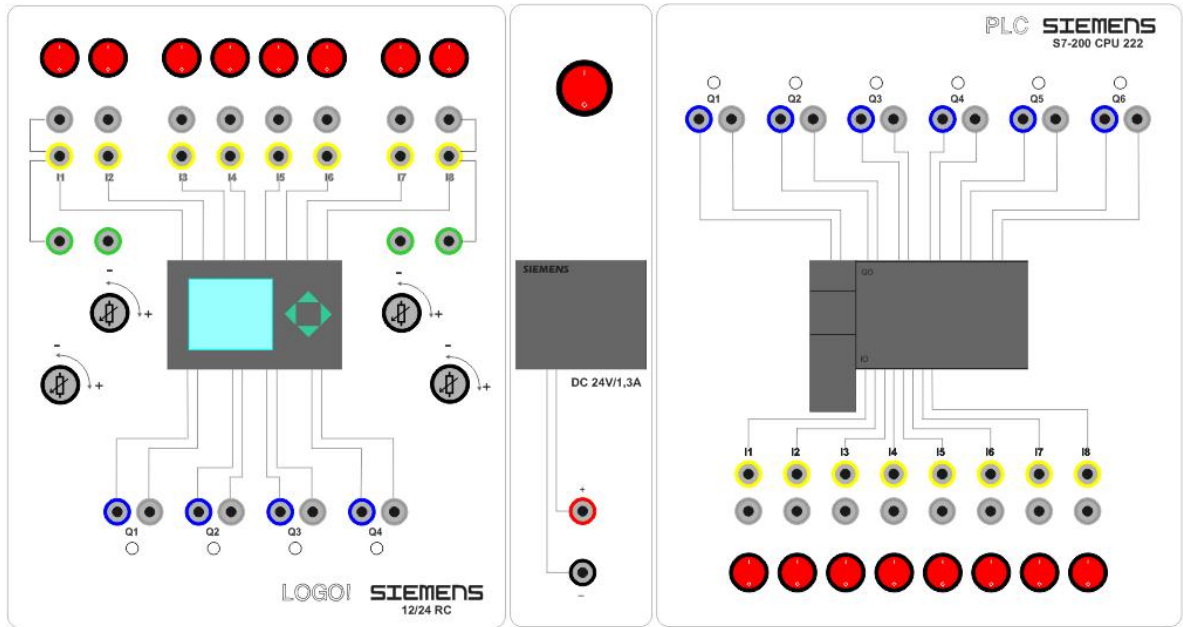 I1 I2 I3 I4 I5 I6 I7 I8
-
-
+
+
-
-
+
+
Q1 Q2 Q3 Q4
LOGO! SIEMENS
12/24 RC
SIEMENS
DC 24V/1,3A
+
−
PLC SIEMENS
S7-200 CPU 222
Q1 Q2 Q3 Q4 Q5 Q6
QO
IO
I1 I2 I3 I4 I5 I6 I7 I8